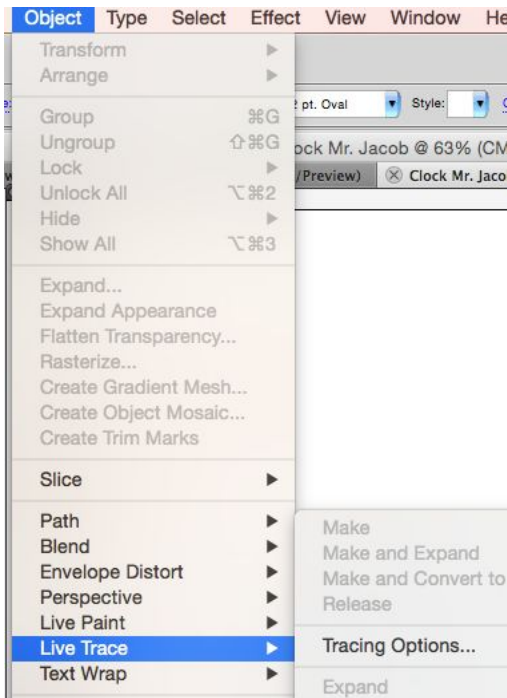 Object Type Select Effect View Window He
Transform
Arrange
2 pt. Oval Style:
Group ⌘G
Ungroup ⇧⌘G
ock Mr. Jacob @ 63% (CM
Lock
/Preview) Clock Mr. Jaco
Unlock All ⌥⌘2
Hide
Show All ⌥⌘3
Expand...
Expand Appearance
Flatten Transparency...
Rasterize...
Create Gradient Mesh...
Create Object Mosaic...
Create Trim Marks
Slice
Path
Blend
Envelope Distort
Perspective
Live Paint
Live Trace
Text Wrap
Make
Make and Expand
Make and Convert to
Release
Tracing Options...
Expand